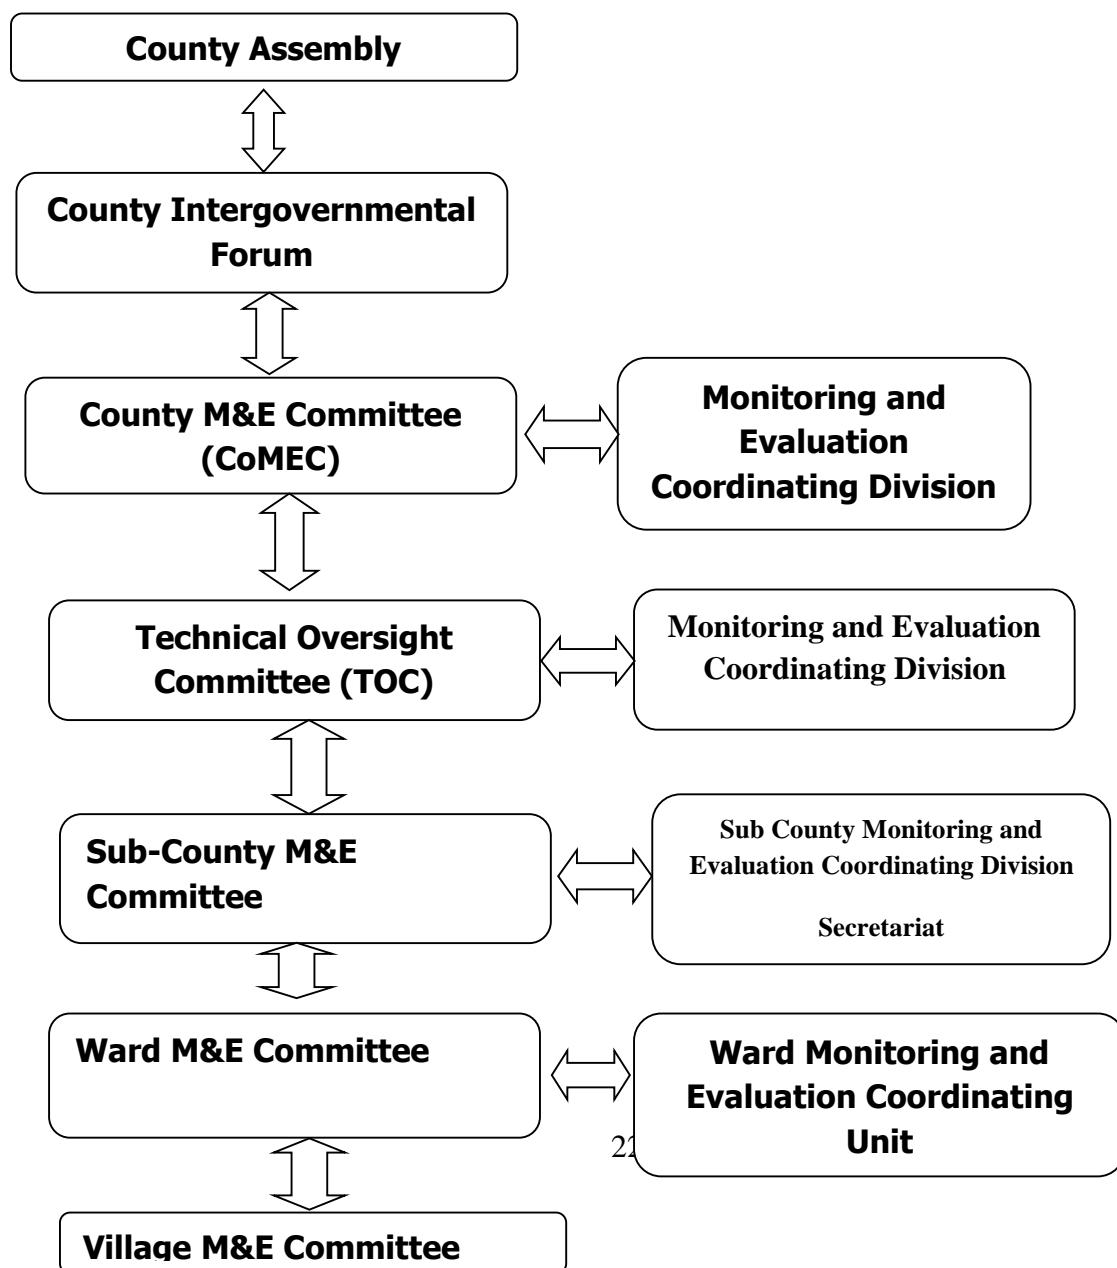 County Assembly
County Intergovernmental
Forum
County M&E Committee
(CoMEC)
Monitoring and
Evaluation
Coordinating Division
Technical Oversight
Committee (TOC)
Monitoring and Evaluation
Coordinating Division
Sub-County M&E
Committee
Sub County Monitoring and
Evaluation Coordinating Division
Secretariat
Ward M&E Committee
Ward Monitoring and
Evaluation Coordinating
Unit
Village M&E Committee